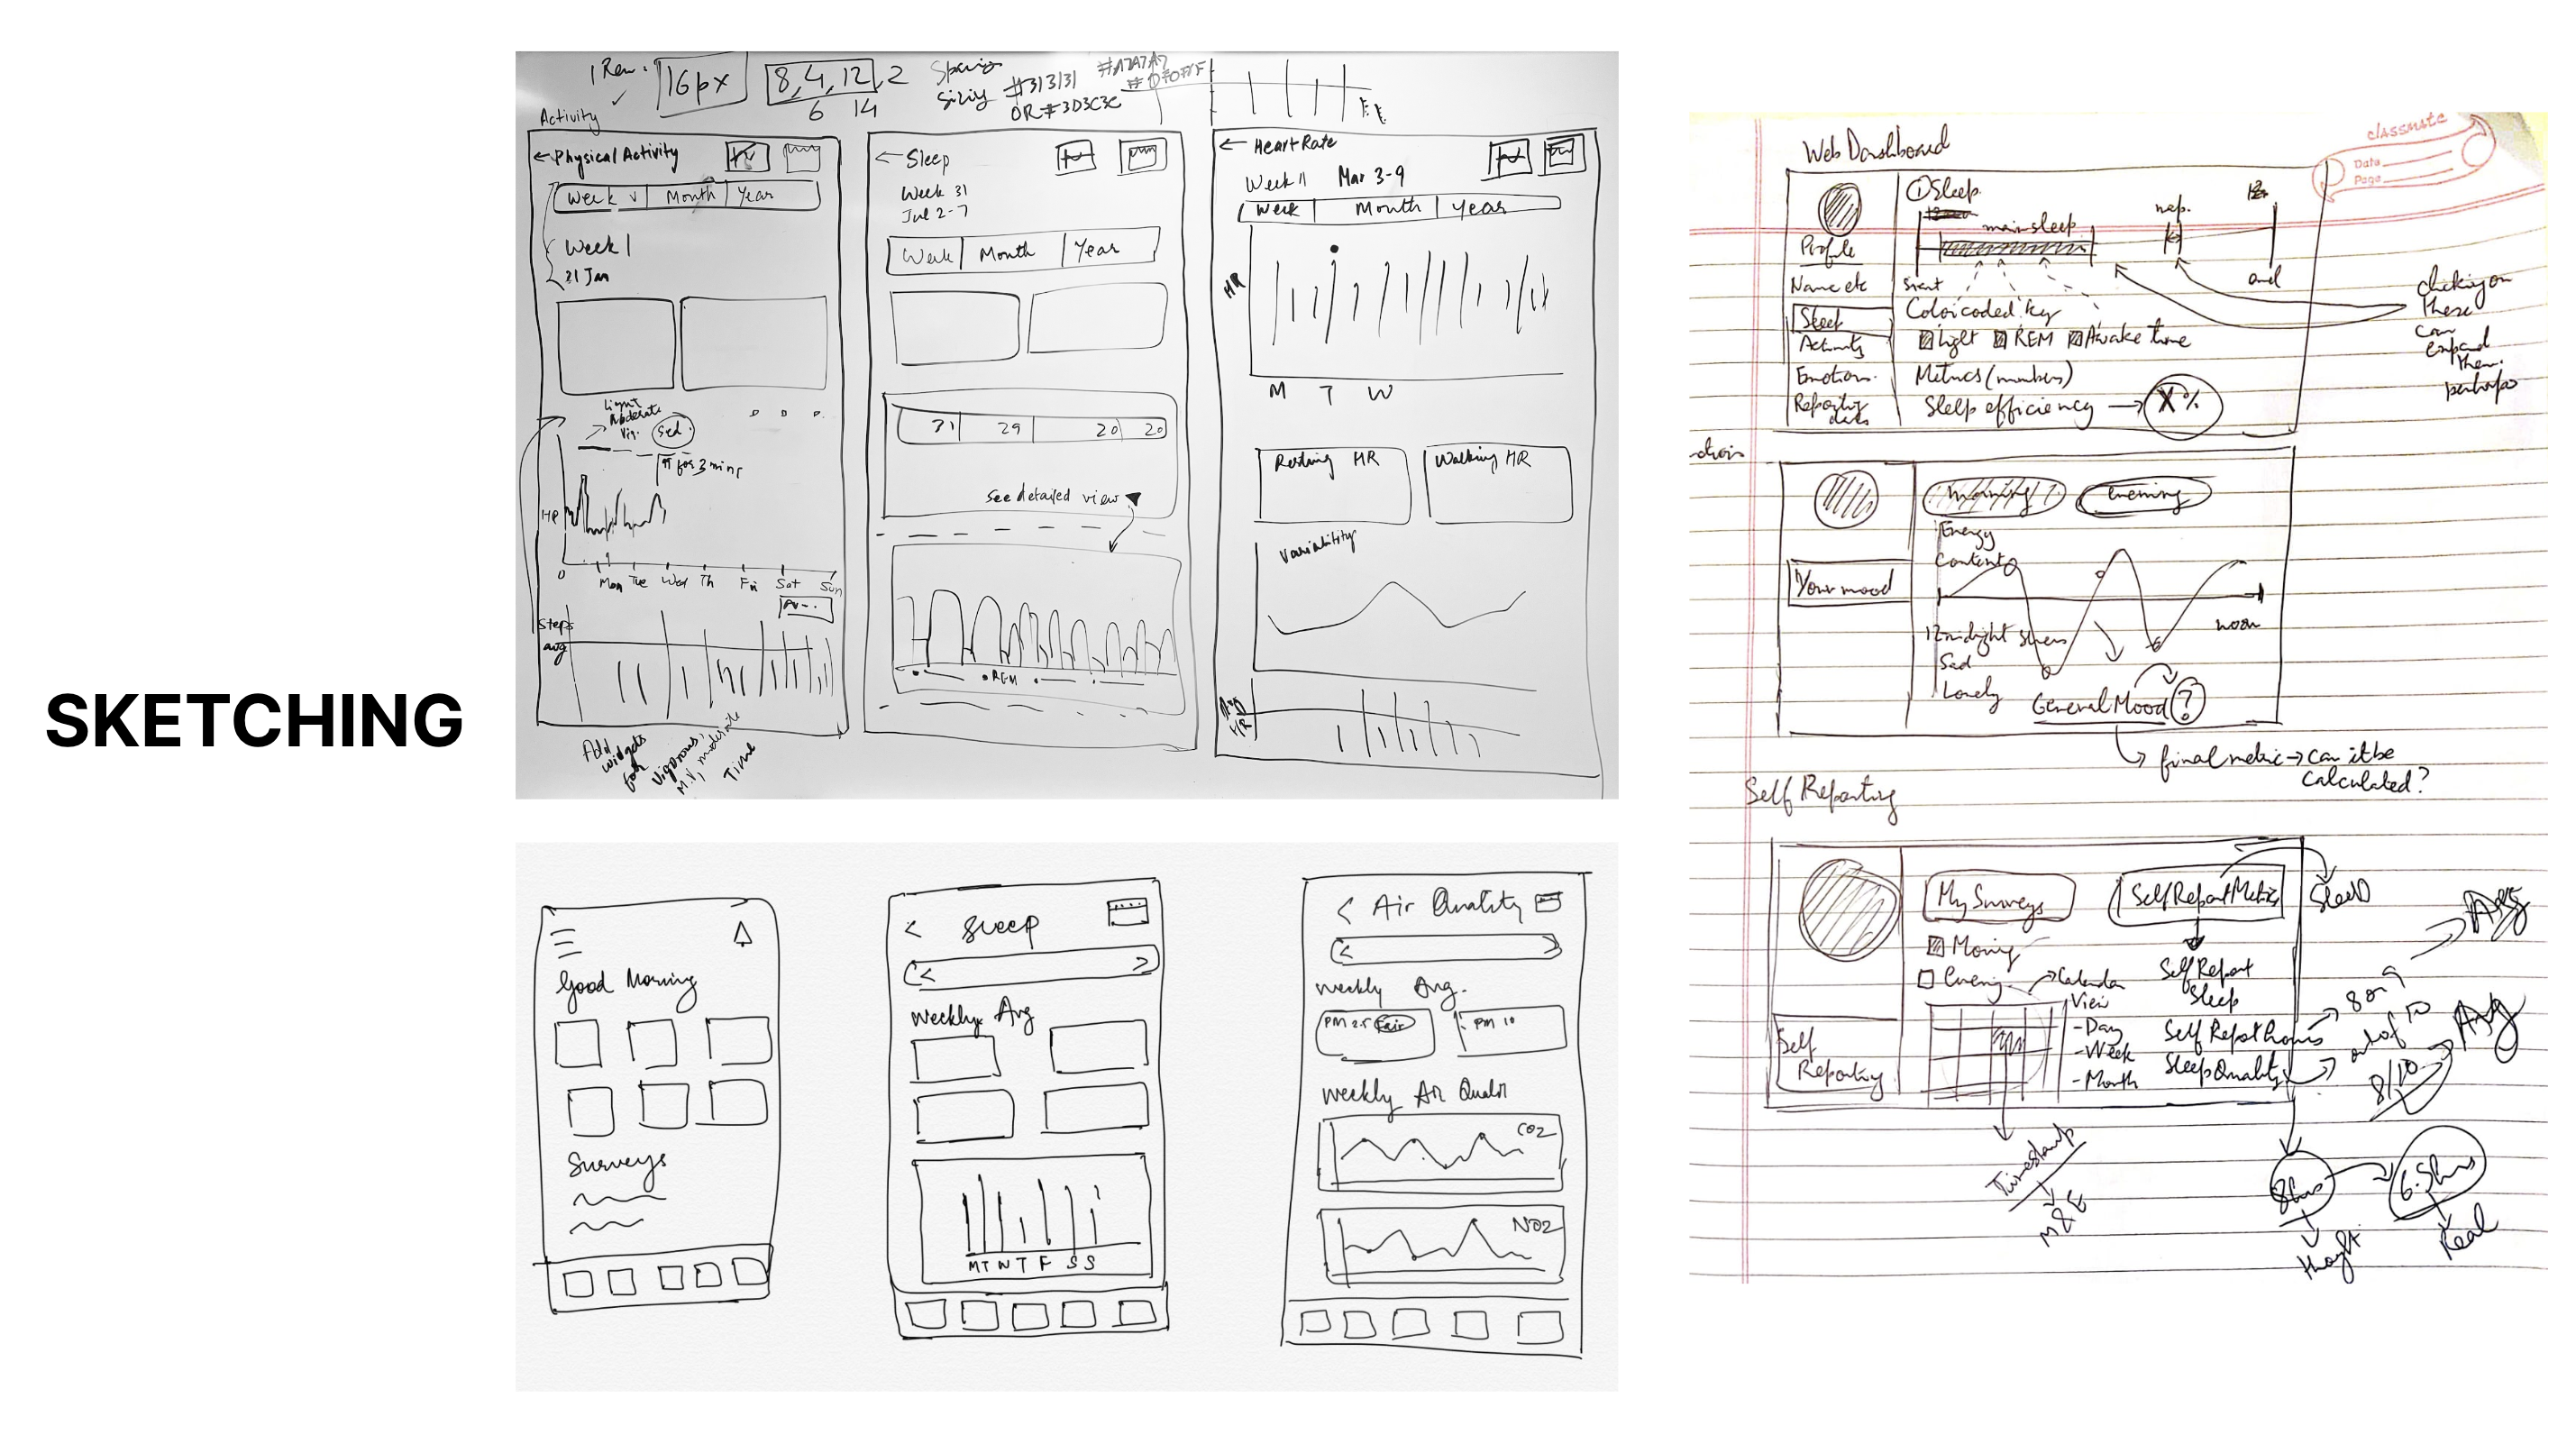 SKETCHING
1 Rem.
16px
8, 4, 12, 2
6 14
Spacing
Sizing
#313131
OR #3D3C3C
#A7A7A7
Activity
← Physical Activity
Week v | Month | Year
Week 1
31 Jan
Light
Moderate
Vig.
Sed.
for 3 mins
HR
0
Mon Tue Wed Th Fri Sat Sun
Steps
avg
Add
widgets
for
Vigorous,
M.V, moderate
Time
← Sleep
Week 31
Jul 2-7
Week | Month | Year
31 29 20 20
See detailed view
REM
← Heart Rate
Week 11 Mar 3-9
Week | Month | Year
HR
M T W
Resting HR
Walking HR
Variability
Avg
HR
Good Morning
Surveys
< Sleep
< >
Weekly Avg
M T W T F S S
< Air Quality
< >
Weekly Avg.
PM 2.5 Fair
PM 10
Weekly Air Qualit
CO2
NO2
classmate
Date
Page
Web Dashboard
① Sleep
main sleep
nap.
Profile
Name etc
Sleep
Activity
Emotion.
Reporting
start
end
Color coded key
Light REM Awake time
Metrics (numbers)
Sleep efficiency → X%
clicking on
these
can
expand
them
perhaps
Morning
Evening
Energy
Content
Your mood
12 midnight
Stress
noon
Sad
Lonely
General Mood ?
final metric → can it be
calculated?
Self Reporting
My Surveys
Self Report Metrics
Sleep
Morning
Evening
Calendar
View
- Day
- Week
- Month
Self Report
Sleep
Self Report hours
Sleep Quality
Self
Reporting
8 or 9
out of 10
8/10
Avg
Avg
Timestamp
M & E
8hrs
6.5hrs
thought
Real